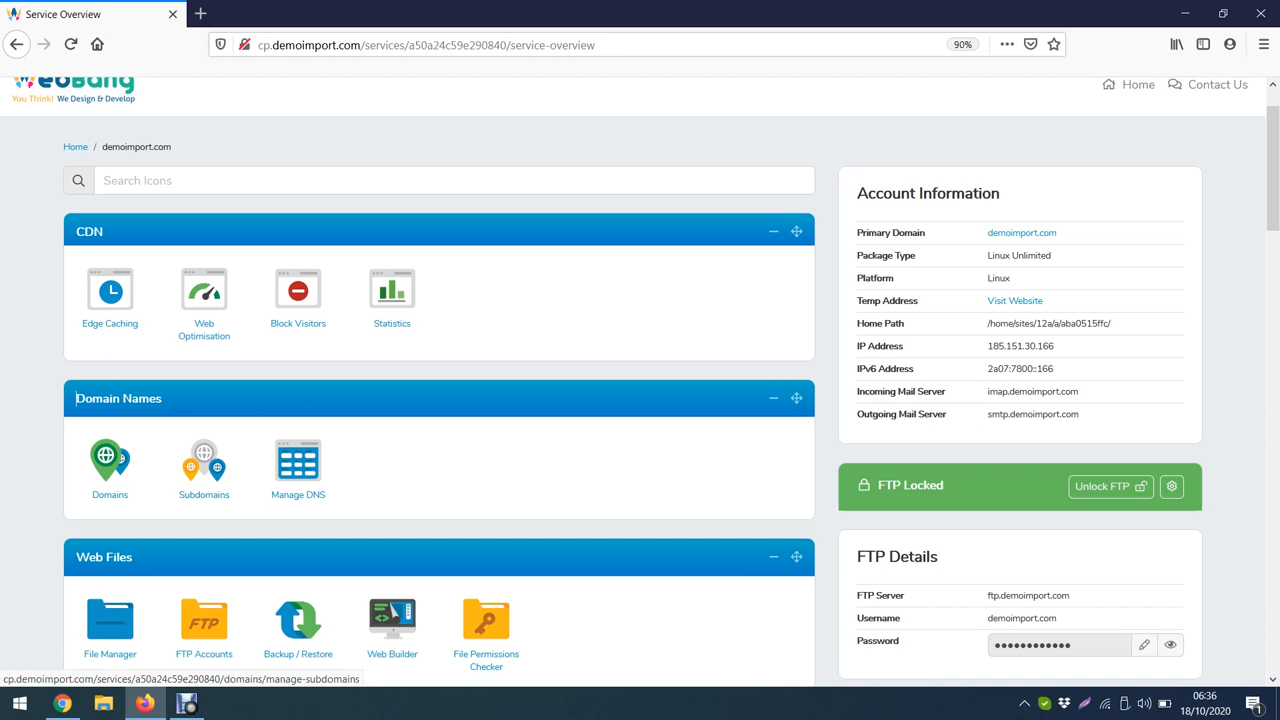 Service Overview
cp.demoimport.com/services/a50a24c59e290840/service-overview
90%
WebBang
You Think! We Design & Develop
Home
Contact Us
Home / demoimport.com
Search Icons
CDN
Edge Caching
Web
Optimisation
Block Visitors
Statistics
Domain Names
Domains
Subdomains
Manage DNS
Web Files
File Manager
FTP
FTP Accounts
Backup / Restore
Web Builder
File Permissions
Checker
Account Information
Primary Domain demoimport.com
Package Type Linux Unlimited
Platform Linux
Temp Address Visit Website
Home Path /home/sites/12a/a/aba0515ffc/
IP Address 185.151.30.166
IPv6 Address 2a07:7800::166
Incoming Mail Server imap.demoimport.com
Outgoing Mail Server smtp.demoimport.com
FTP Locked
Unlock FTP
FTP Details
FTP Server ftp.demoimport.com
Username demoimport.com
Password ●●●●●●●●●●●●
cp.demoimport.com/services/a50a24c59e290840/domains/manage-subdomains
06:36
18/10/2020
1